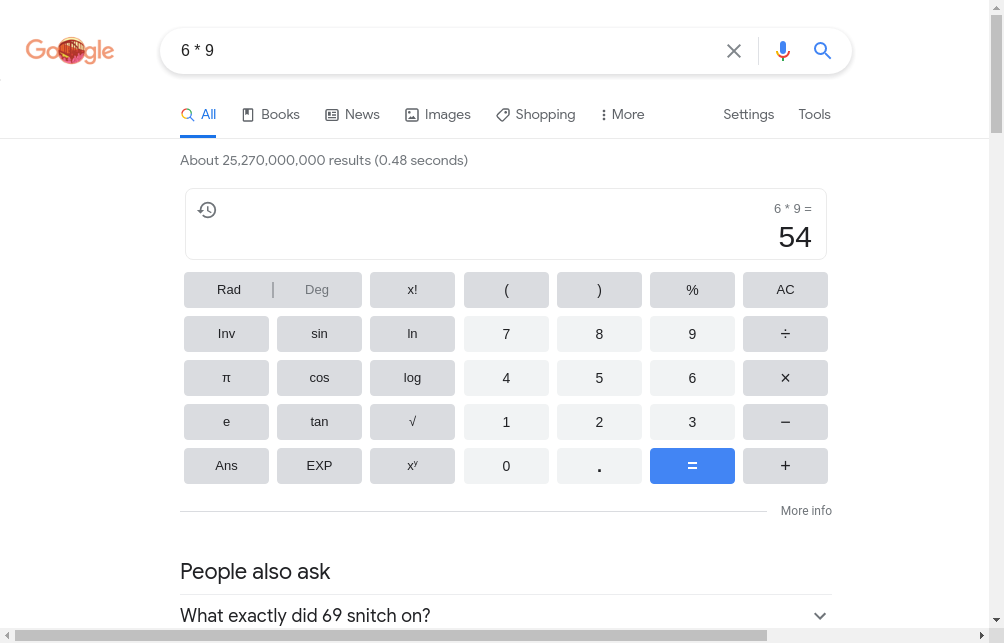 Google
6 * 9
All Books News Images Shopping More Settings Tools
About 25,270,000,000 results (0.48 seconds)
6 * 9 =
54
Rad | Deg x! ( ) % AC
Inv sin ln 7 8 9 ÷
π cos log 4 5 6 ×
e tan √ 1 2 3 −
Ans EXP xʸ 0 . = +
More info
People also ask
What exactly did 69 snitch on?